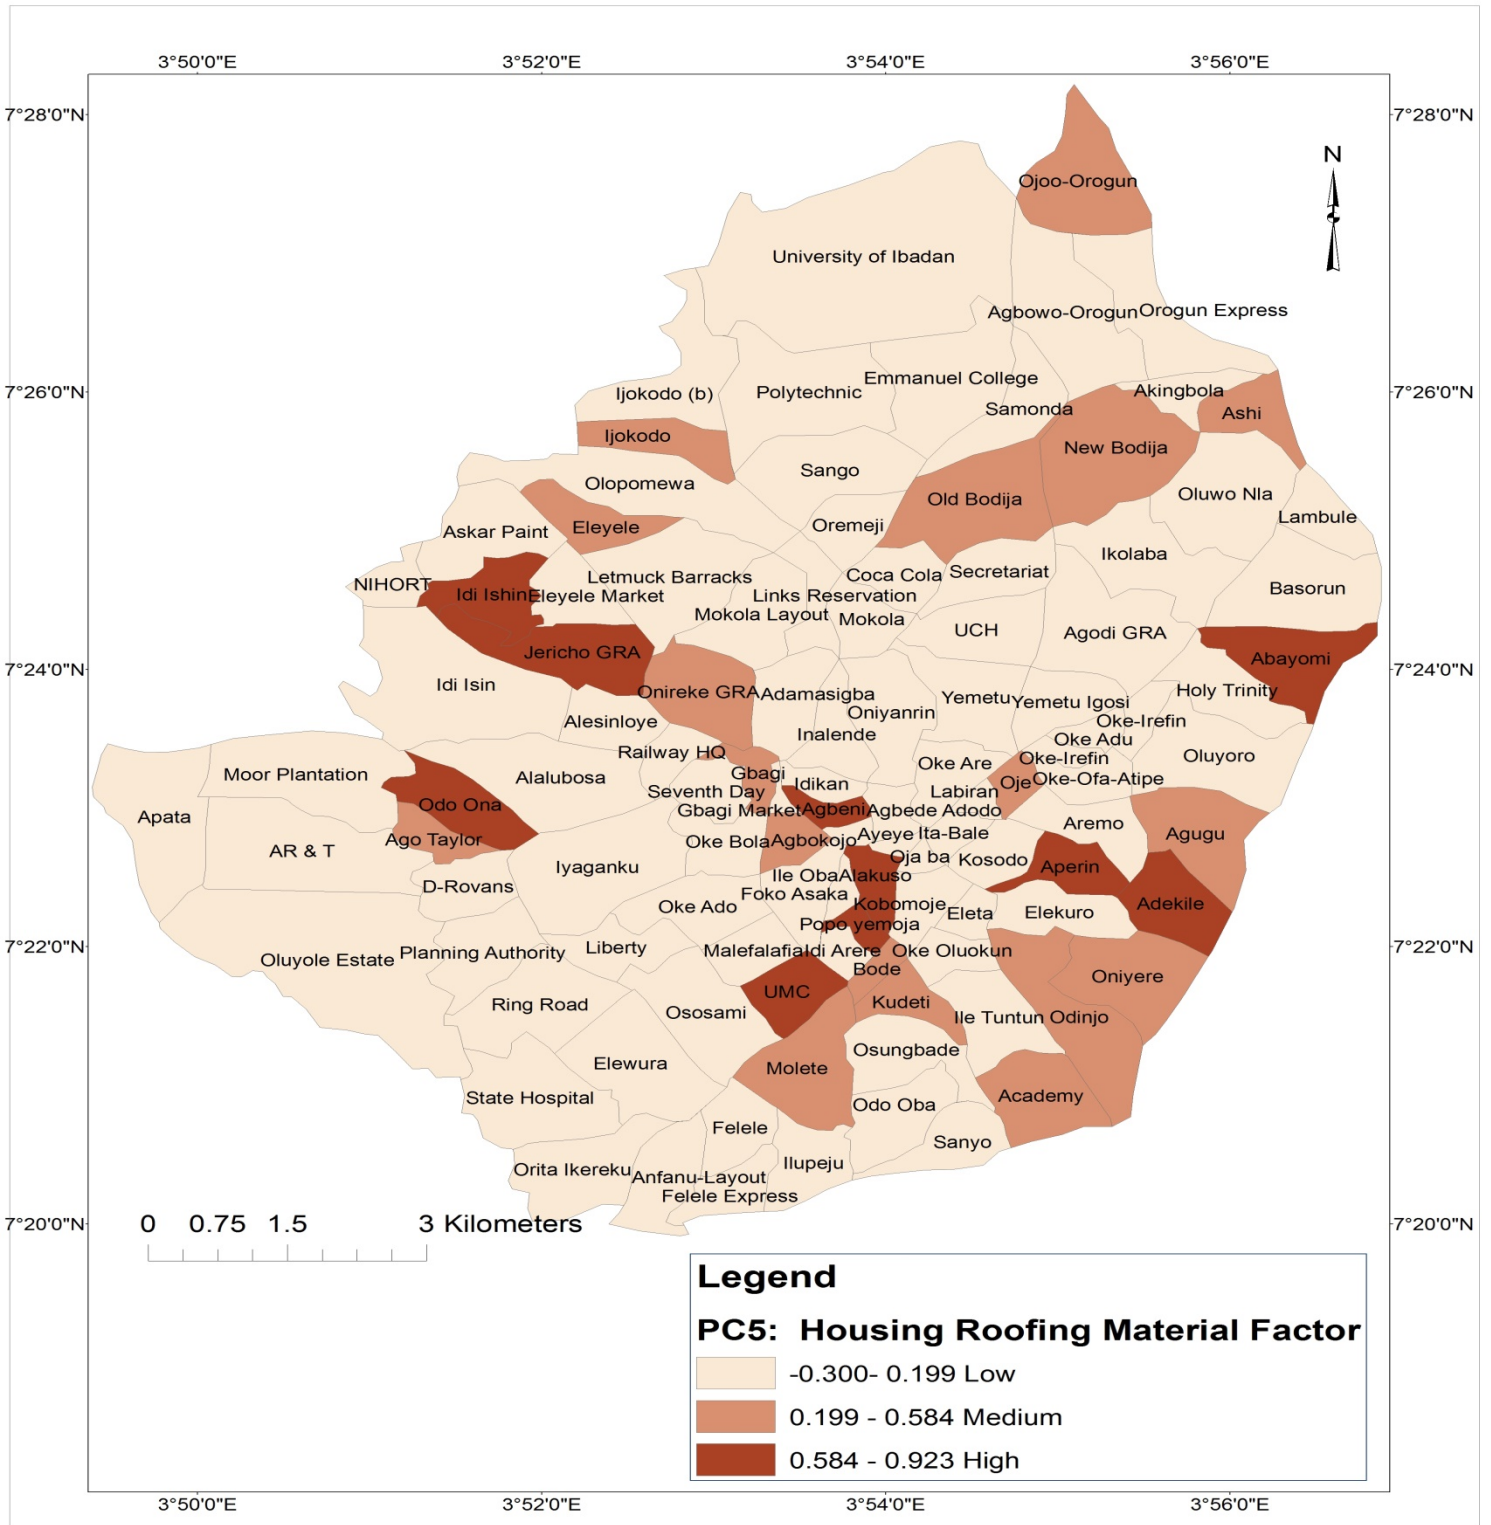 3°50'0"E
3°52'0"E
3°54'0"E
3°56'0"E
7°28'0"N
7°28'0"N
N
Ojoo-Orogun
University of Ibadan
Agbowo-Orogun
Orogun Express
7°26'0"N
7°26'0"N
Ijokodo (b)
Polytechnic
Emmanuel College
Samonda
Akingbola
Ashi
Ijokodo
New Bodija
Sango
Olopomewa
Old Bodija
Oluwo Nla
Lambule
Askar Paint
Eleyele
Oremeji
Ikolaba
NIHORT
Letmuck Barracks
Coca Cola
Secretariat
Basorun
Idi Ishin
Eleyele Market
Links Reservation
Mokola Layout
Mokola
UCH
Agodi GRA
Jericho GRA
Abayomi
7°24'0"N
7°24'0"N
Idi Isin
Onireke GRA
Adamasigba
Yemetu
Yemetu Igosi
Holy Trinity
Alesinloye
Oniyanrin
Oke-Irefin
Inalende
Oke Adu
Railway HQ
Oke-Irefin
Oluyoro
Moor Plantation
Alalubosa
Gbagi
Idikan
Oke Are
Oje
Oke-Ofa-Atipe
Seventh Day
Labiran
Apata
Odo Ona
Gbagi Market
Agbeni
Agbede Adodo
Aremo
Agugu
AR & T
Ago Taylor
Oke Bola
Agbokojo
Ayeye
Ita-Bale
Iyaganku
Oja ba
Kosodo
Aperin
D-Rovans
Ile Oba
Alakuso
Foko Asaka
Oke Ado
Kobomoje
Eleta
Elekuro
Adekile
Popo yemoja
7°22'0"N
7°22'0"N
Oluyole Estate
Planning Authority
Liberty
Malefalafia
Idi Arere
Oke Oluokun
Bode
Oniyere
Ring Road
UMC
Kudeti
Ososami
Ile Tuntun
Odinjo
Elewura
Osungbade
Molete
State Hospital
Odo Oba
Academy
Felele
Sanyo
Orita Ikereku
Anfanu-Layout
Ilupeju
Felele Express
7°20'0"N
7°20'0"N
0 0.75 1.5 3 Kilometers
Legend
PC5: Housing Roofing Material Factor
-0.300- 0.199 Low
0.199 - 0.584 Medium
0.584 - 0.923 High
3°50'0"E
3°52'0"E
3°54'0"E
3°56'0"E